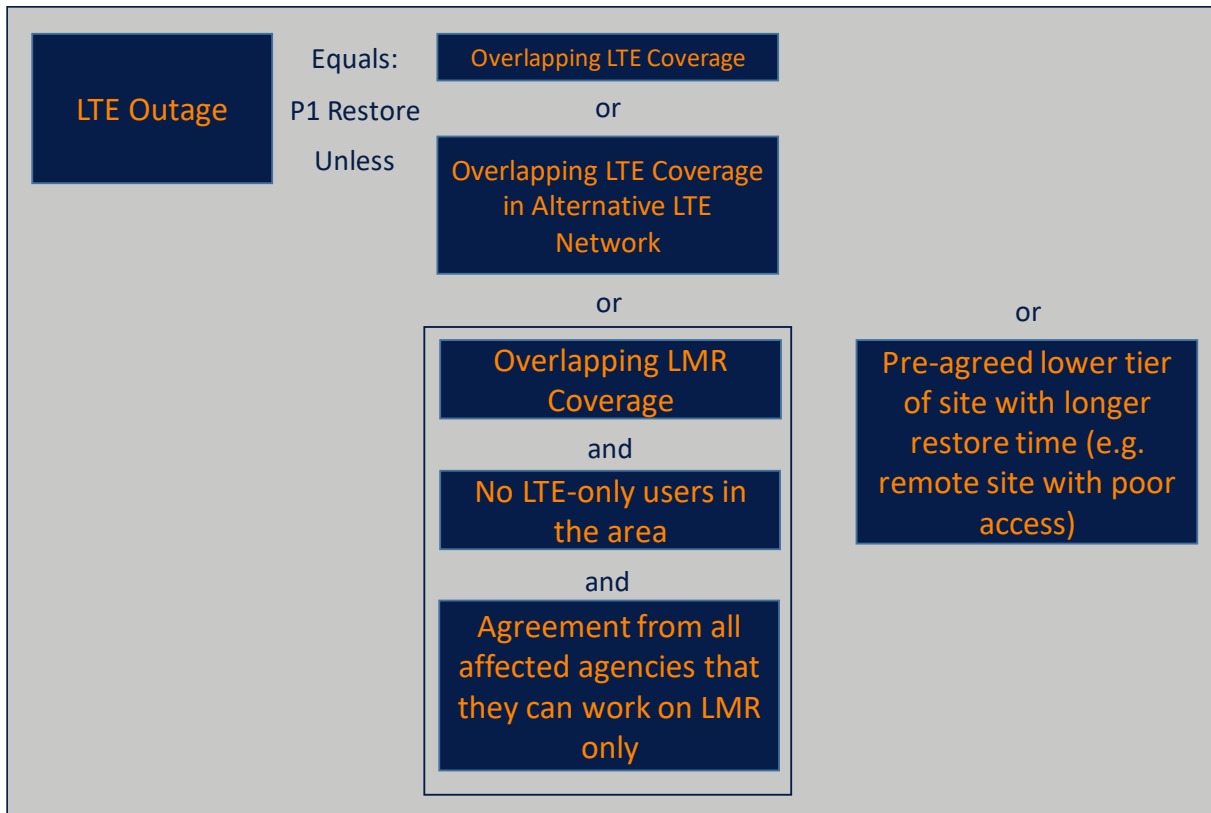 LTE Outage
Equals:
P1 Restore
Unless
Overlapping LTE Coverage
or
Overlapping LTE Coverage
in Alternative LTE
Network
or
Overlapping LMR
Coverage
and
No LTE-only users in
the area
and
Agreement from all
affected agencies that
they can work on LMR
only
or
Pre-agreed lower tier
of site with longer
restore time (e.g.
remote site with poor
access)